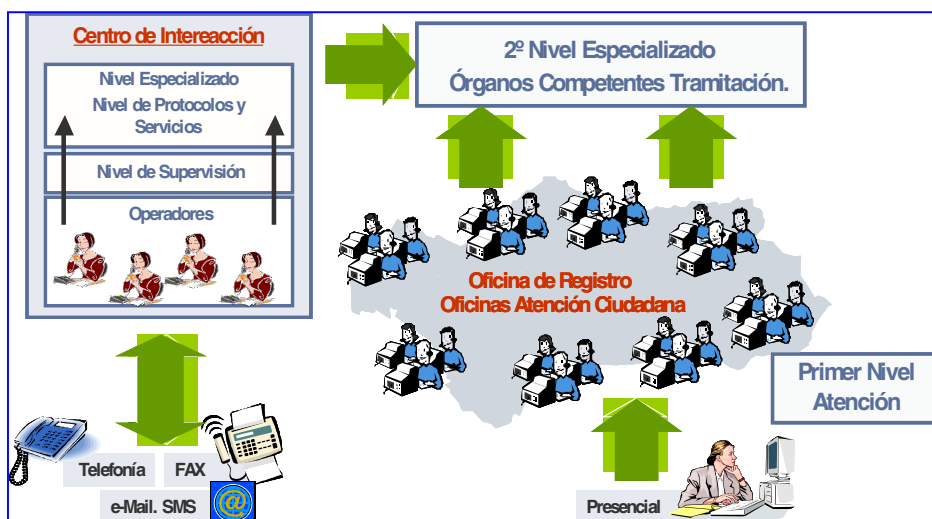 Centro de Intereacción
Nivel Especializado
Nivel de Protocolos y
Servicios
Nivel de Supervisión
Operadores
2º Nivel Especializado
Órganos Competentes Tramitación.
Oficina de Registro
Oficinas Atención Ciudadana
Primer Nivel
Atención
Telefonía
FAX
e-Mail. SMS
@
Presencial